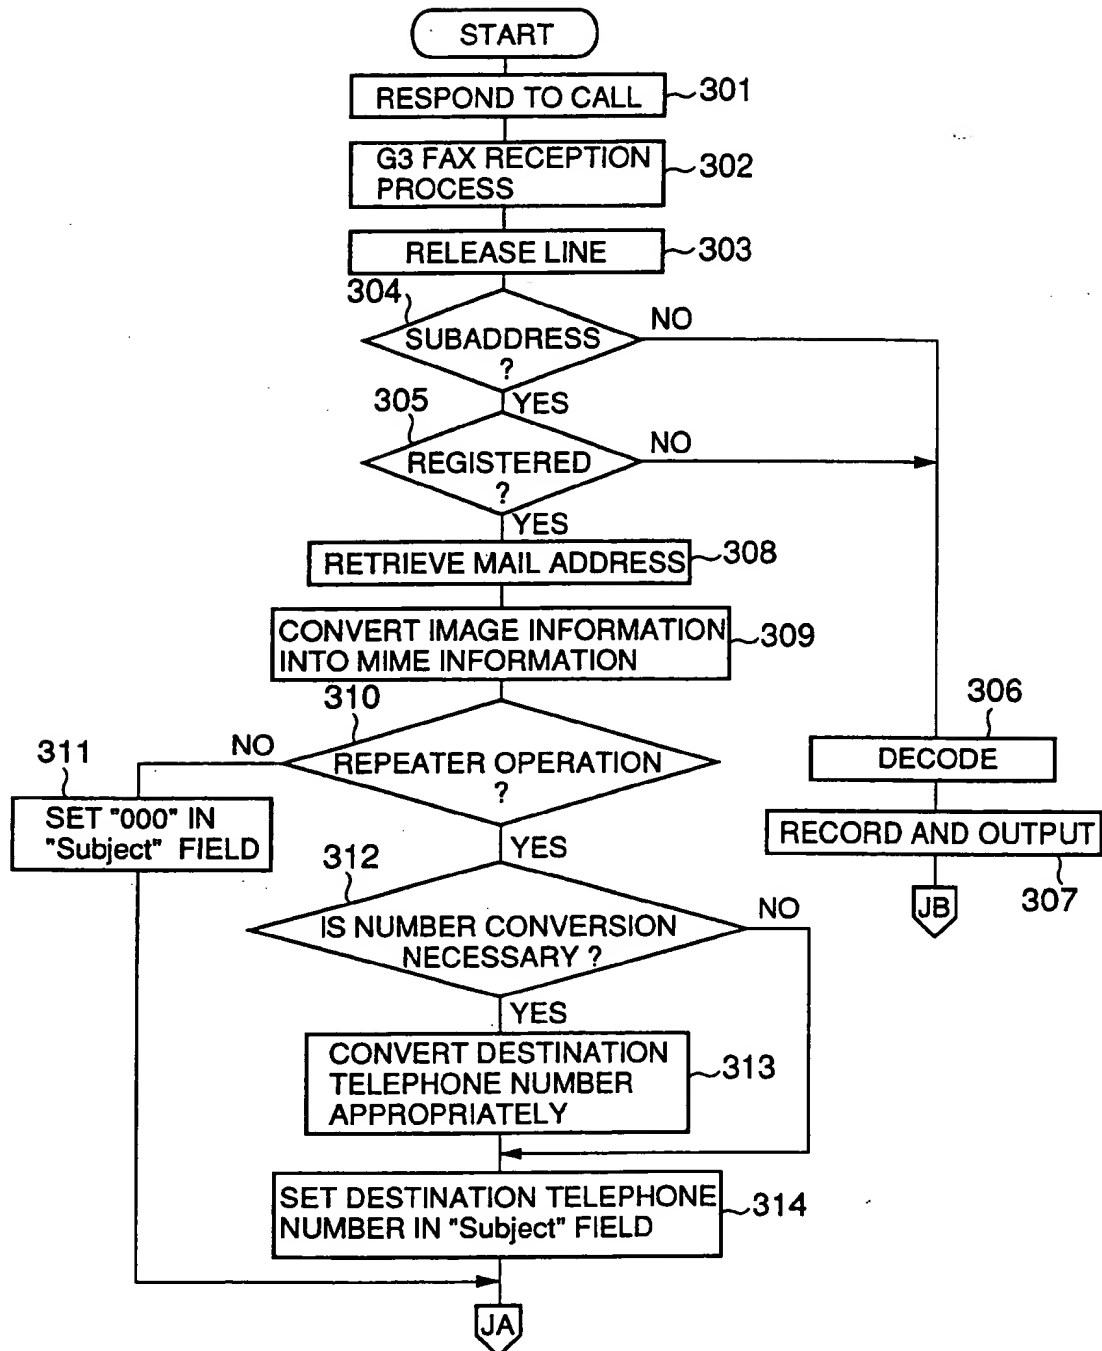 START
RESPOND TO CALL
301
G3 FAX RECEPTION
PROCESS
302
RELEASE LINE
303
304
SUBADDRESS
?
NO
YES
305
REGISTERED
?
NO
YES
RETRIEVE MAIL ADDRESS
308
CONVERT IMAGE INFORMATION
INTO MIME INFORMATION
309
310
REPEATER OPERATION
?
NO
YES
311
SET "000" IN
"Subject" FIELD
306
DECODE
RECORD AND OUTPUT
307
JB
312
IS NUMBER CONVERSION
NECESSARY ?
NO
YES
CONVERT DESTINATION
TELEPHONE NUMBER
APPROPRIATELY
313
SET DESTINATION TELEPHONE
NUMBER IN "Subject" FIELD
314
JA